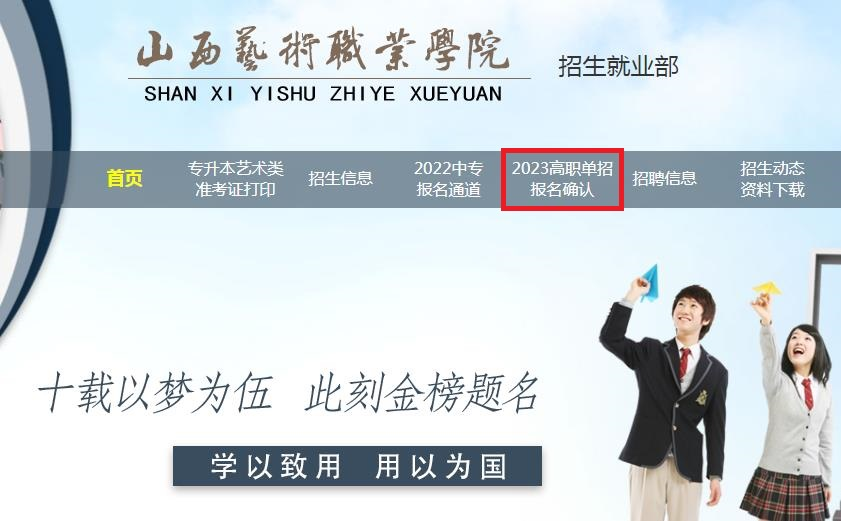 山西藝術職業學院
招生就业部
SHAN XI YISHU ZHIYE XUEYUAN
首页
专升本艺术类
准考证打印
招生信息
2022中专
报名通道
2023高职单招
报名确认
招聘信息
招生动态
资料下载
十载以梦为伍 此刻金榜题名
学以致用 用以为国